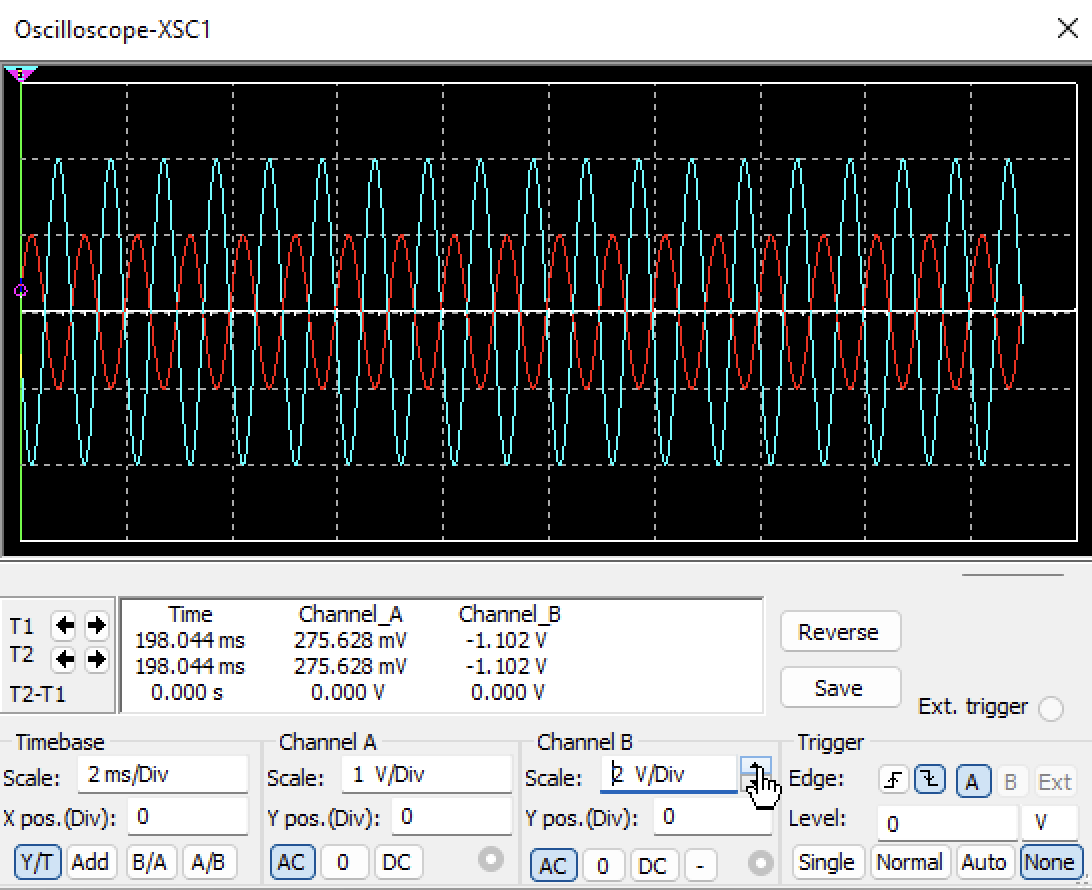 Oscilloscope-XSC1
Time Channel_A Channel_B
T1 198.044 ms 275.628 mV -1.102 V
T2 198.044 ms 275.628 mV -1.102 V
T2-T1 0.000 s 0.000 V 0.000 V
Reverse
Save
Ext. trigger
Timebase
Scale: 2 ms/Div
X pos.(Div): 0
Y/T Add B/A A/B
Channel A
Scale: 1 V/Div
Y pos.(Div): 0
AC 0 DC
Channel B
Scale: 2 V/Div
Y pos.(Div): 0
AC 0 DC -
Trigger
Edge: A B Ext
Level: 0 V
Single Normal Auto None